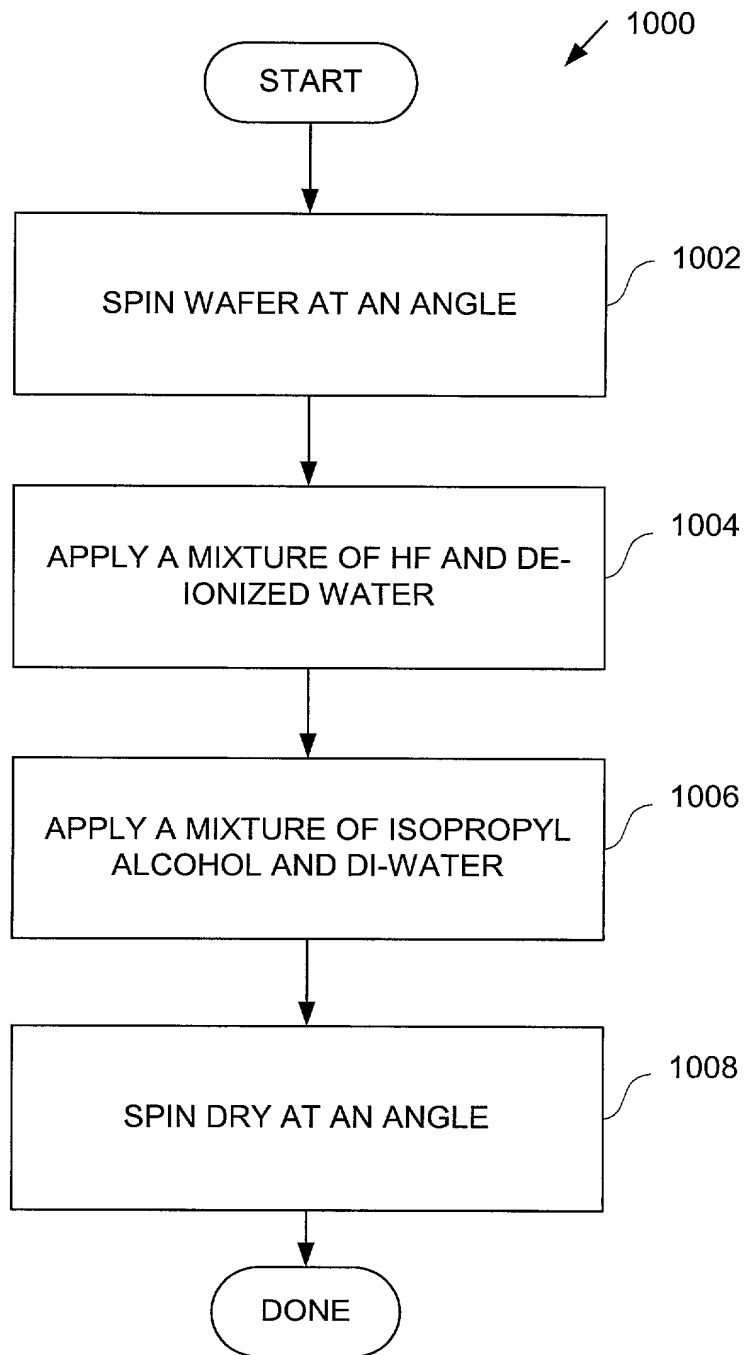 1000
START
1002
SPIN WAFER AT AN ANGLE
1004
APPLY A MIXTURE OF HF AND DE-
IONIZED WATER
1006
APPLY A MIXTURE OF ISOPROPYL
ALCOHOL AND DI-WATER
1008
SPIN DRY AT AN ANGLE
DONE